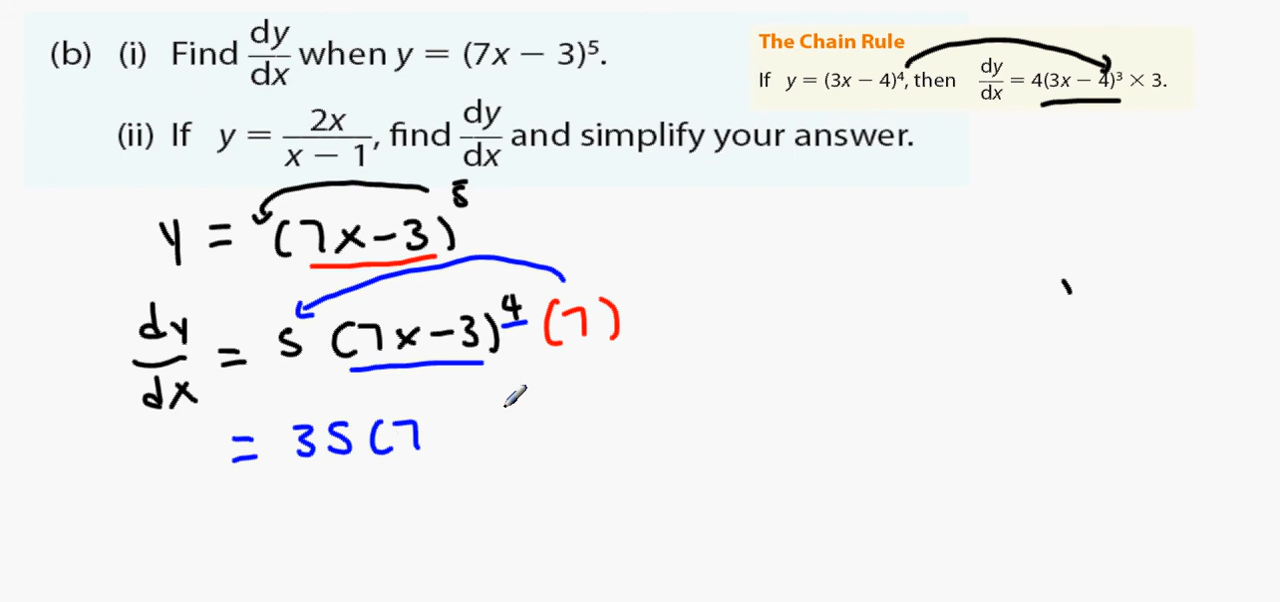 (b) (i) Find dy/dx when y = (7x − 3)⁵.
The Chain Rule
If y = (3x − 4)⁴, then dy/dx = 4(3x − 4)³ × 3.
(ii) If y = 2x/(x − 1), find dy/dx and simplify your answer.
y = (7x-3)⁵
dy/dx = 5 (7x-3)⁴ (7)
= 35(7